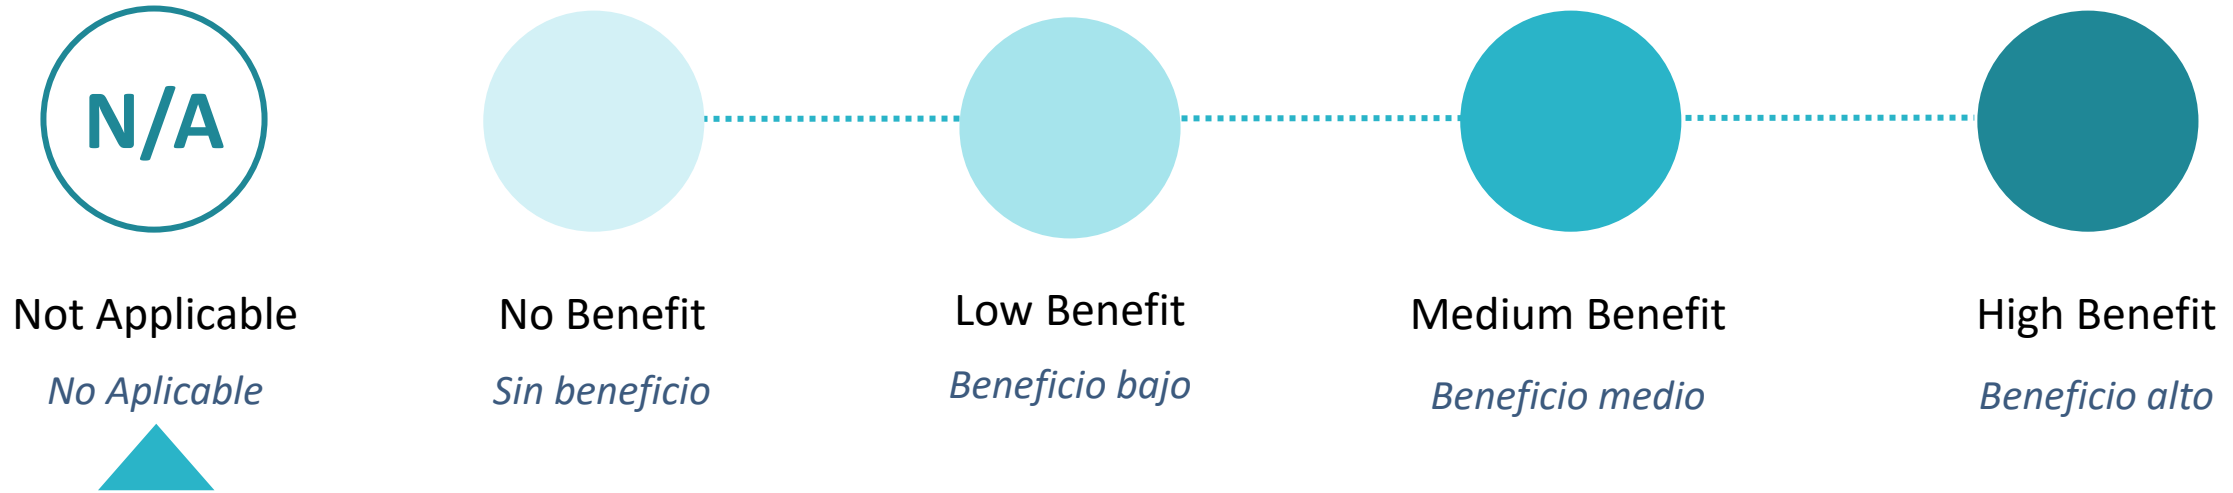 N/A
Not Applicable
No Aplicable
No Benefit
Sin beneficio
Low Benefit
Beneficio bajo
Medium Benefit
Beneficio medio
High Benefit
Beneficio alto